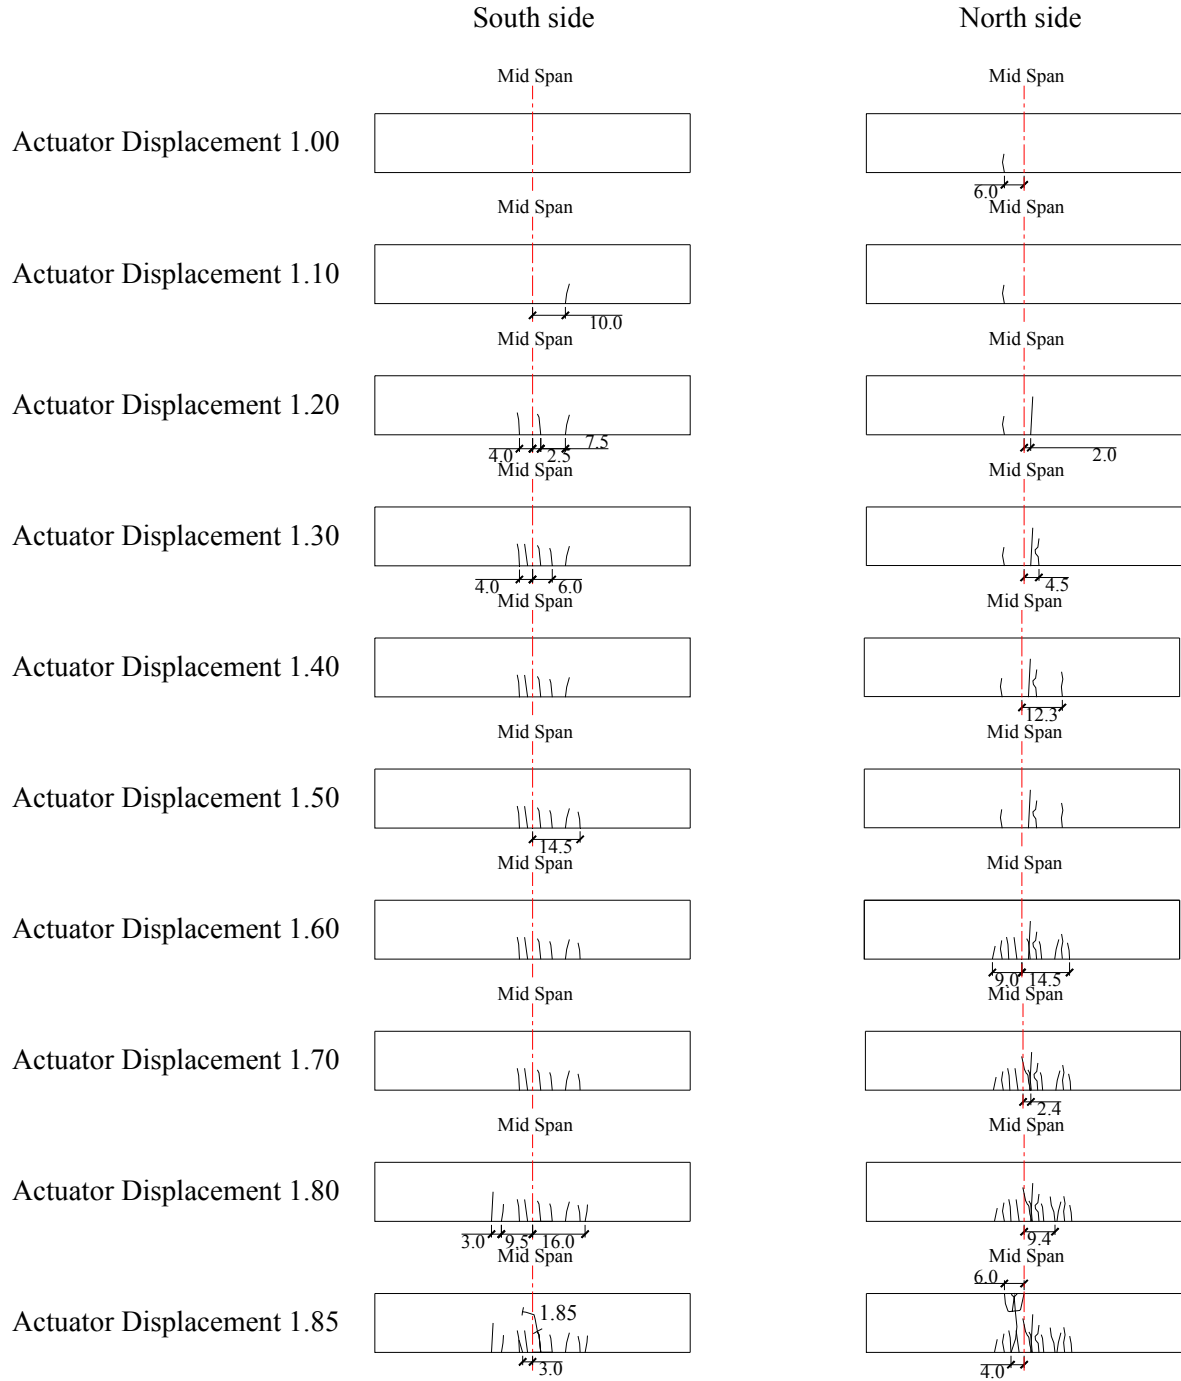 South side North side
Mid Span Mid Span
Actuator Displacement 1.00
6.0
Mid Span Mid Span
Actuator Displacement 1.10
10.0
Mid Span Mid Span
Actuator Displacement 1.20
4.0 2.5 7.5 2.0
Mid Span Mid Span
Actuator Displacement 1.30
4.0 6.0 4.5
Mid Span Mid Span
Actuator Displacement 1.40
12.3
Mid Span Mid Span
Actuator Displacement 1.50
14.5
Mid Span Mid Span
Actuator Displacement 1.60
9.0 14.5
Mid Span Mid Span
Actuator Displacement 1.70
2.4
Mid Span Mid Span
Actuator Displacement 1.80
3.0 9.5 16.0 9.4
Mid Span Mid Span
6.0
Actuator Displacement 1.85 1.85
3.0 4.0